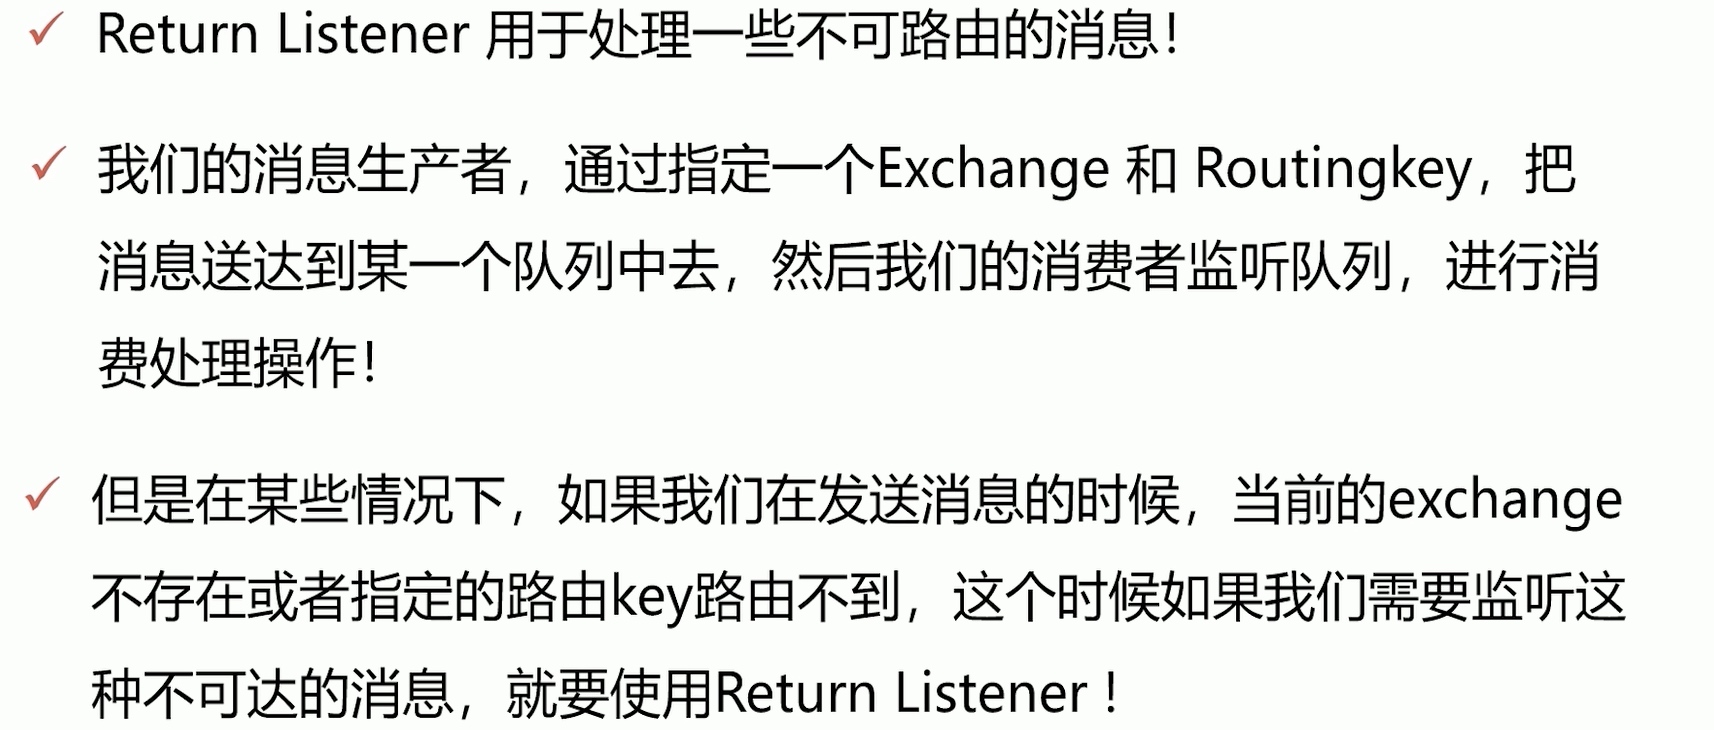 ✓ Return Listener 用于处理一些不可路由的消息！
✓ 我们的消息生产者，通过指定一个Exchange 和 Routingkey，把
消息送达到某一个队列中去，然后我们的消费者监听队列，进行消
费处理操作！
✓ 但是在某些情况下，如果我们在发送消息的时候，当前的exchange
不存在或者指定的路由key路由不到，这个时候如果我们需要监听这
种不可达的消息，就要使用Return Listener！